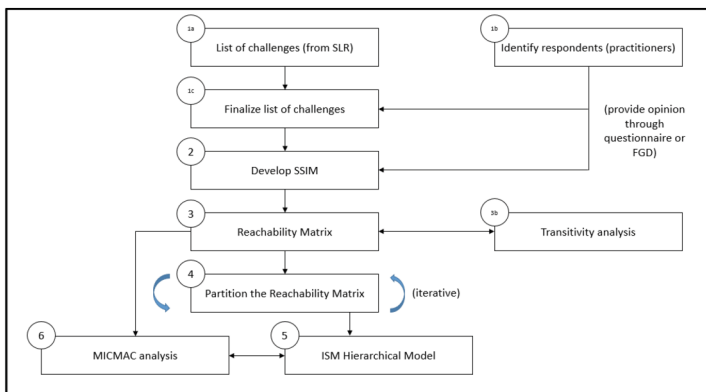 1a
List of challenges (from SLR)
1b
Identify respondents (practitioners)
1c
Finalize list of challenges
(provide opinion
through
questionnaire or
FGD)
2
Develop SSIM
3
Reachability Matrix
3b
Transitivity analysis
4
Partition the Reachability Matrix
(iterative)
6
MICMAC analysis
5
ISM Hierarchical Model